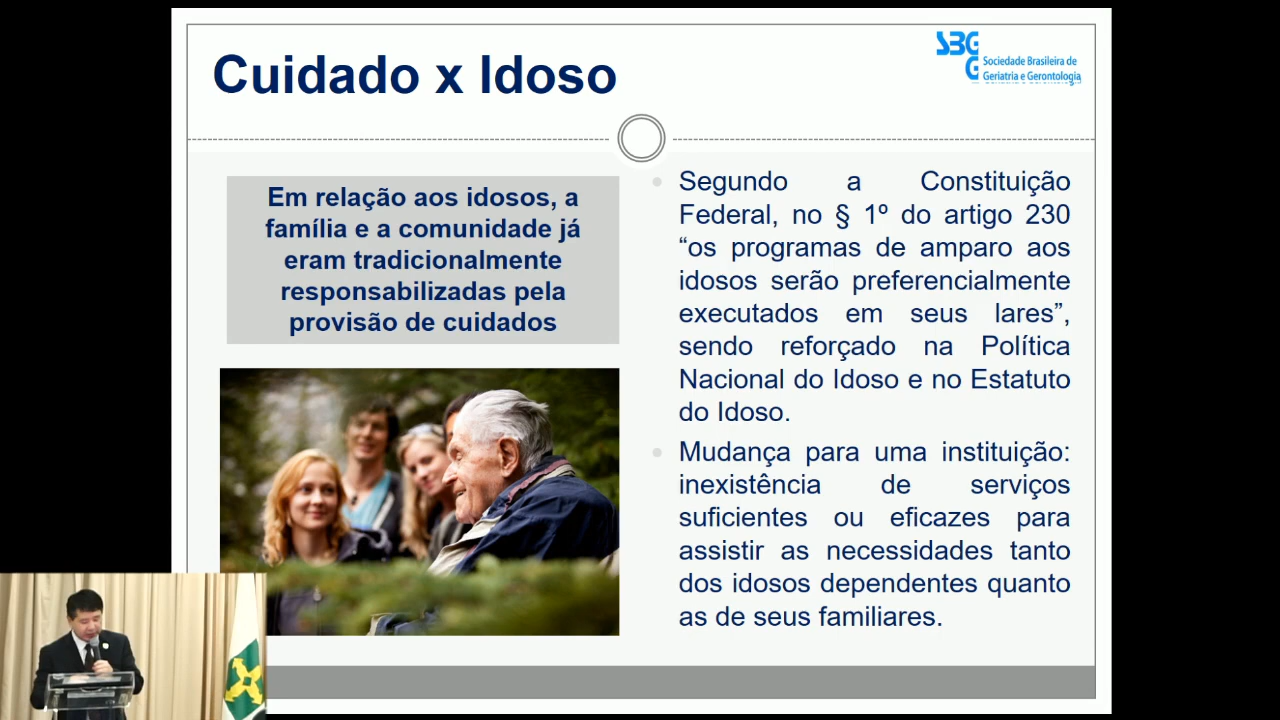 Cuidado x Idoso
SBGG
Sociedade Brasileira de
Geriatria e Gerontologia
Em relação aos idosos, a
família e a comunidade já
eram tradicionalmente
responsabilizadas pela
provisão de cuidados
Segundo a Constituição
Federal, no § 1º do artigo 230
“os programas de amparo aos
idosos serão preferencialmente
executados em seus lares”,
sendo reforçado na Política
Nacional do Idoso e no Estatuto
do Idoso.
Mudança para uma instituição:
inexistência de serviços
suficientes ou eficazes para
assistir as necessidades tanto
dos idosos dependentes quanto
as de seus familiares.